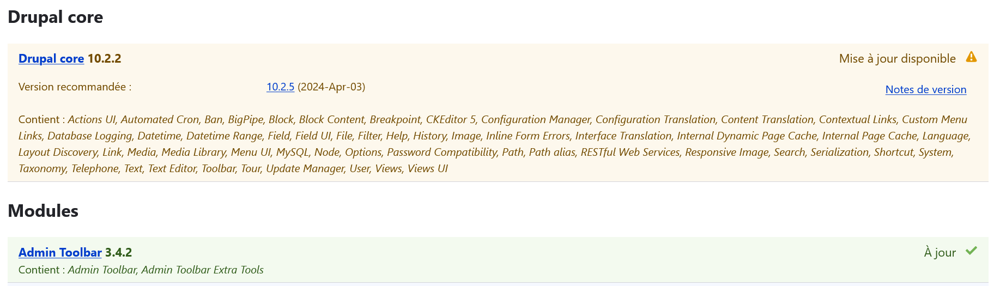 Drupal core
Drupal core 10.2.2
Mise à jour disponible
Version recommandée :
10.2.5 (2024-Apr-03)
Notes de version
Contient : Actions UI, Automated Cron, Ban, BigPipe, Block, Block Content, Breakpoint, CKEditor 5, Configuration Manager, Configuration Translation, Content Translation, Contextual Links, Custom Menu
Links, Database Logging, Datetime, Datetime Range, Field, Field UI, File, Filter, Help, History, Image, Inline Form Errors, Interface Translation, Internal Dynamic Page Cache, Internal Page Cache, Language,
Layout Discovery, Link, Media, Media Library, Menu UI, MySQL, Node, Options, Password Compatibility, Path, Path alias, RESTful Web Services, Responsive Image, Search, Serialization, Shortcut, System,
Taxonomy, Telephone, Text, Text Editor, Toolbar, Tour, Update Manager, User, Views, Views UI
Modules
Admin Toolbar 3.4.2
À jour
Contient : Admin Toolbar, Admin Toolbar Extra Tools